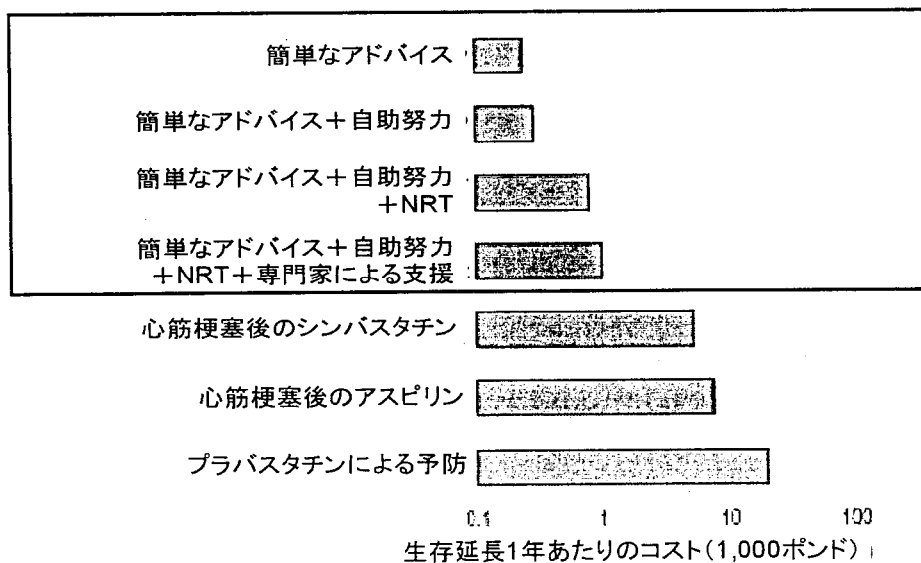 簡単なアドバイス
簡単なアドバイス+自助努力
簡単なアドバイス+自助努力
+NRT
簡単なアドバイス+自助努力
+NRT+専門家による支援
心筋梗塞後のシンバスタチン
心筋梗塞後のアスピリン
プラバスタチンによる予防
0.1 1 10 100
生存延長1年あたりのコスト(1,000ポンド)